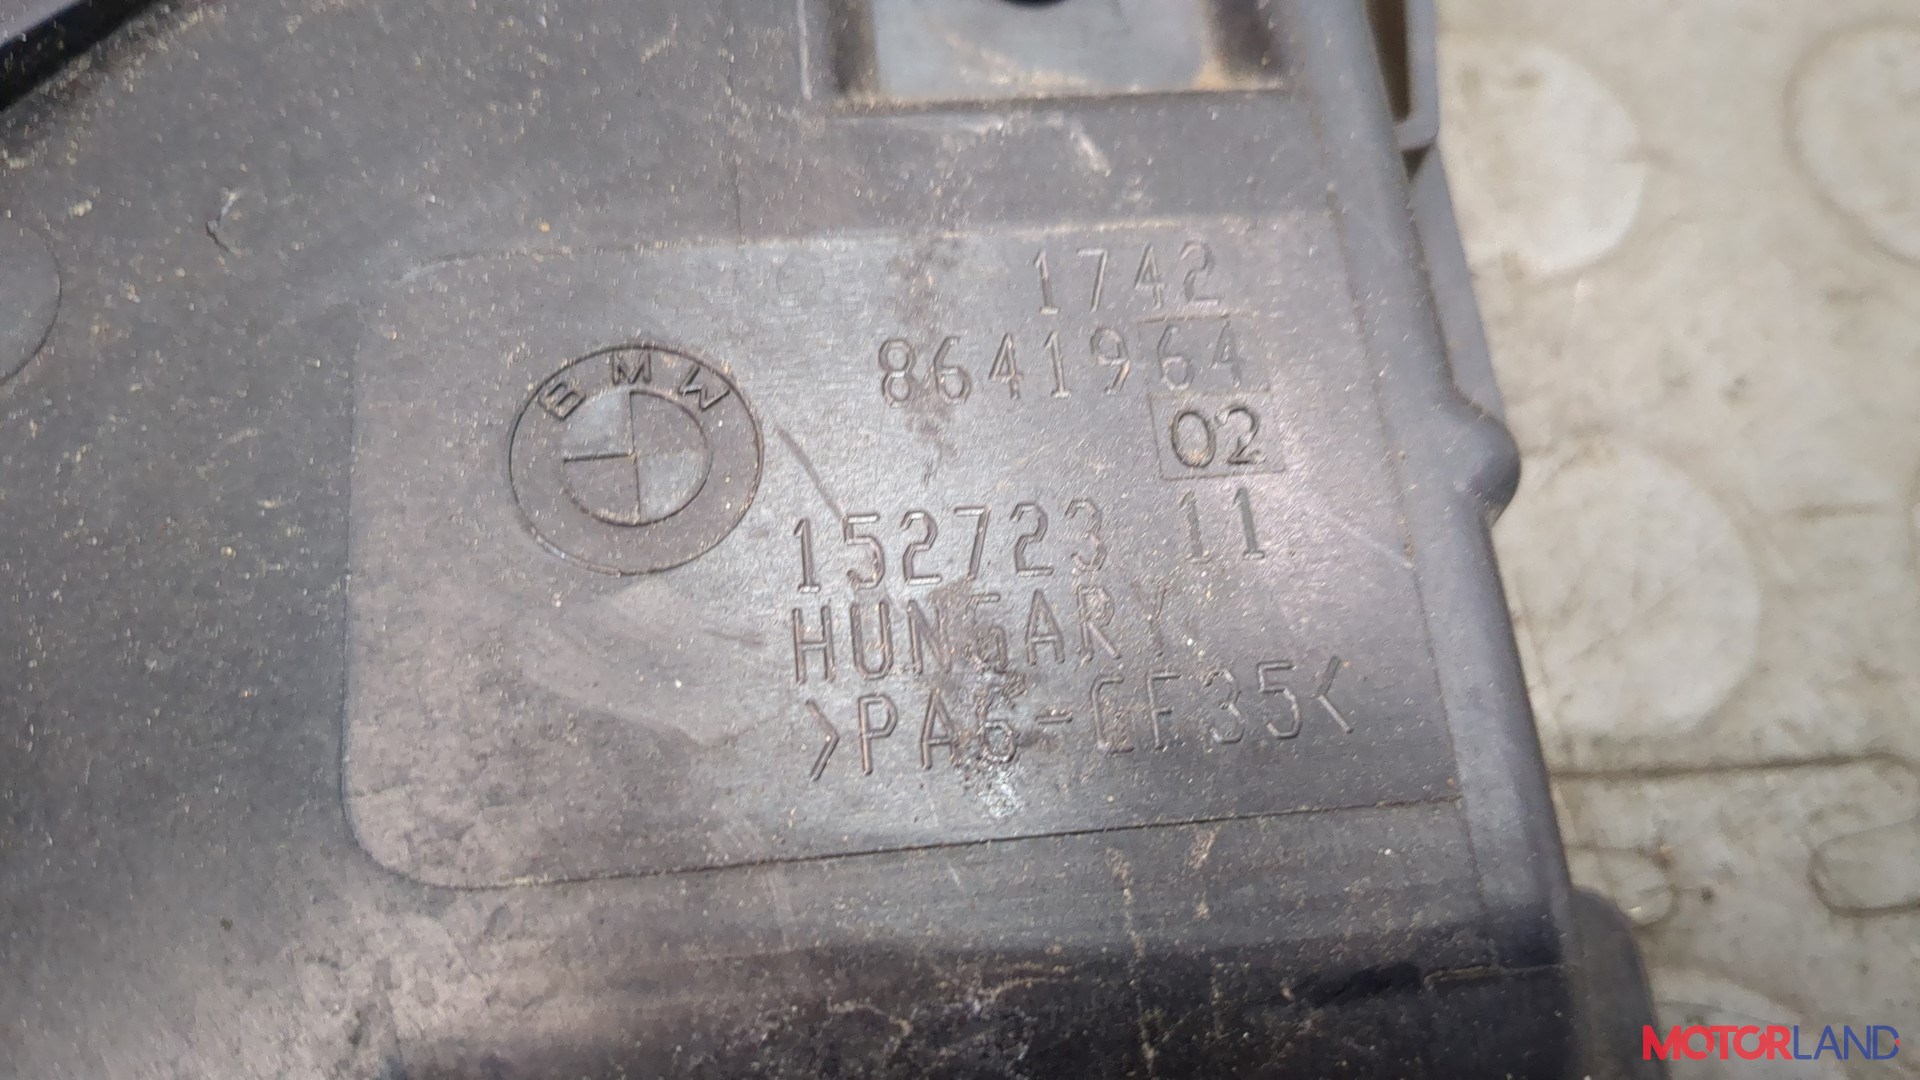 1742
8641964
02
BMW
152723 11
HUNGARY
>PA6-GF35<
MOTORLAND